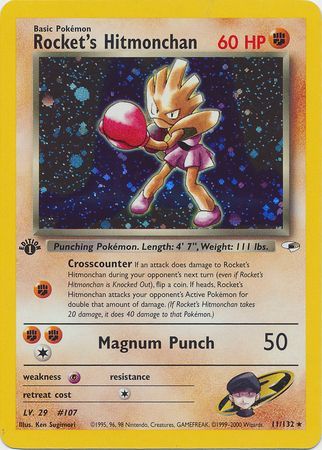 Basic Pokémon
Rocket's Hitmonchan 60 HP
EDITION
1
Punching Pokémon. Length: 4' 7", Weight: 111 lbs.
Crosscounter If an attack does damage to Rocket's
Hitmonchan during your opponent's next turn (even if Rocket's
Hitmonchan is Knocked Out), flip a coin. If heads, Rocket's
Hitmonchan attacks your opponent's Active Pokémon for
double that amount of damage. (If Rocket's Hitmonchan takes
20 damage, it does 40 damage to that Pokémon.)
Magnum Punch 50
weakness resistance
retreat cost
LV. 29 #107
Illus. Ken Sugimori ©1995, 96, 98 Nintendo, Creatures, GAMEFREAK. ©1999-2000 Wizards. 11/132 ★